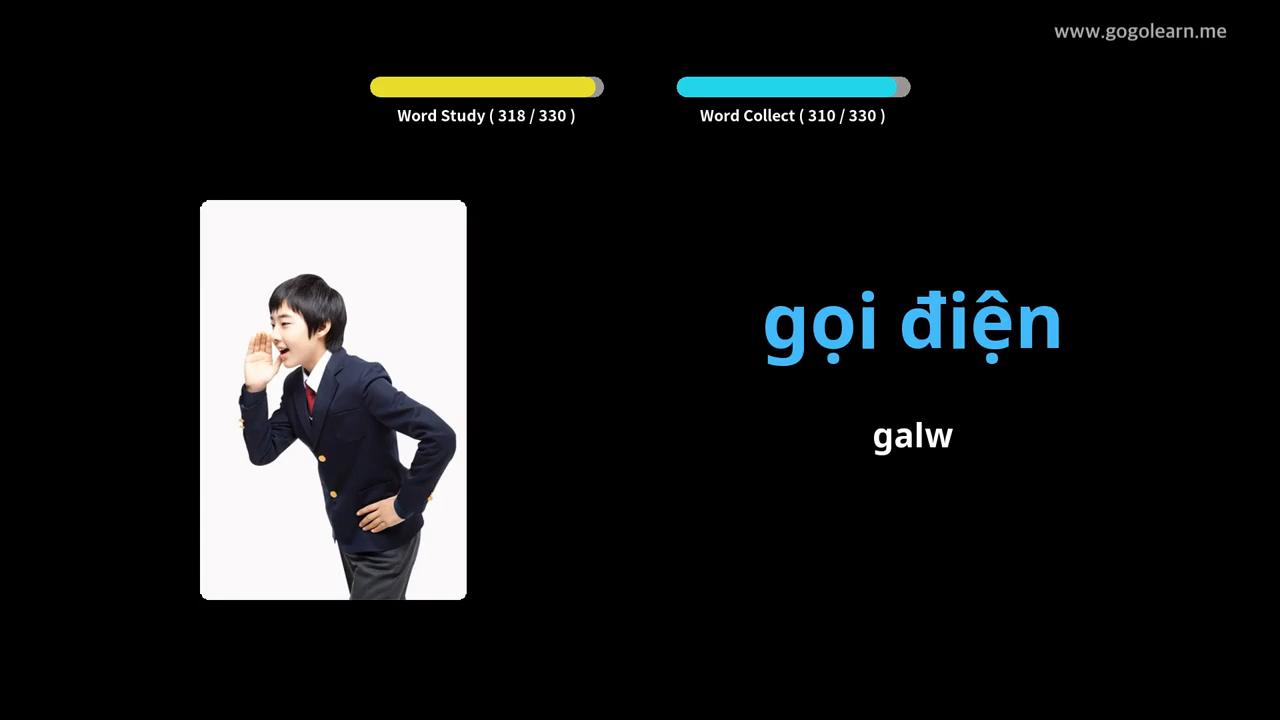 www.gogolearn.me
Word Study ( 318 / 330 )
Word Collect ( 310 / 330 )
gọi điện
galw